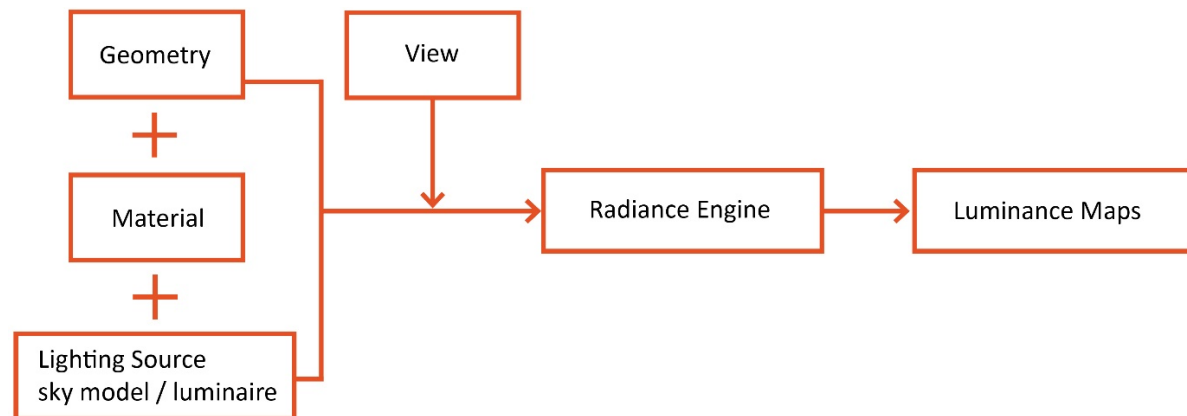 Geometry
View
Material
Radiance Engine
Luminance Maps
Lighting Source
sky model / luminaire